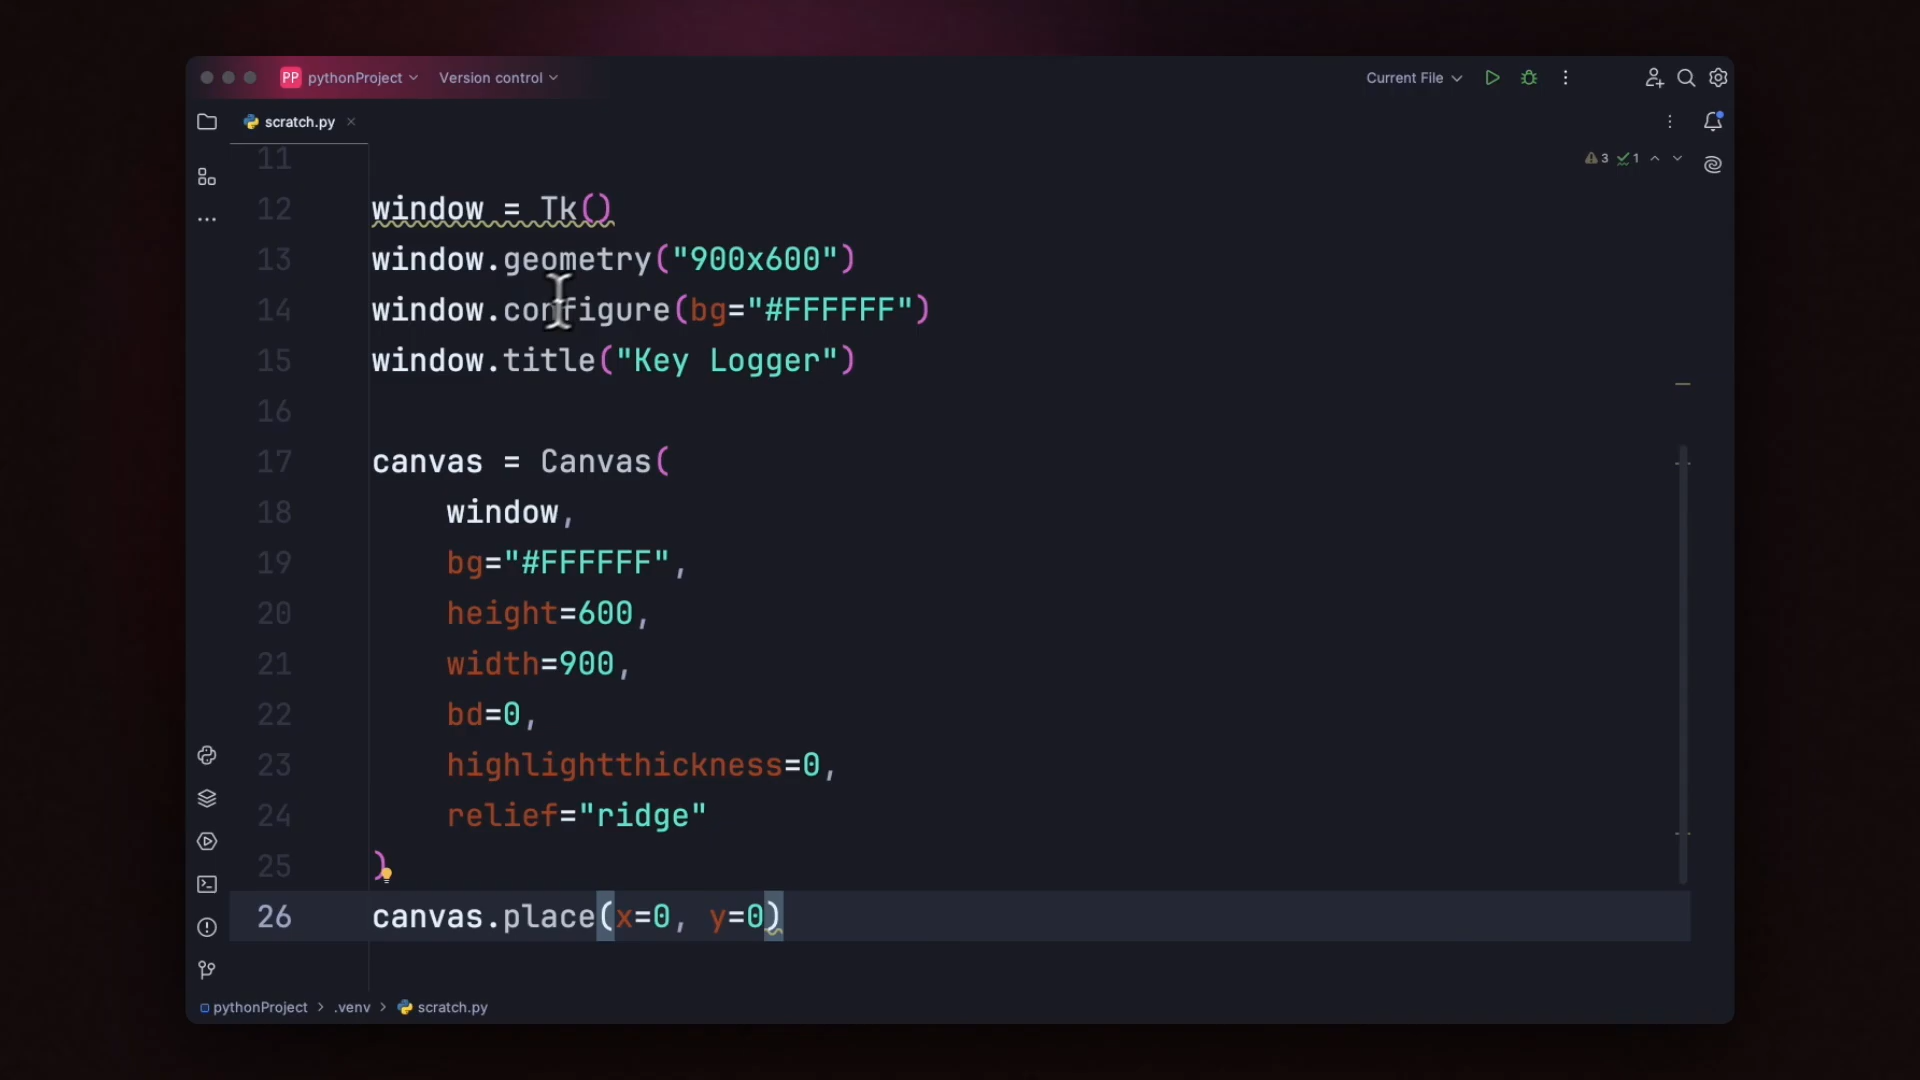 PP pythonProject Version control Current File
scratch.py
3 1
11
12 window = Tk()
13 window.geometry("900x600")
14 window.configure(bg="#FFFFFF")
15 window.title("Key Logger")
16
17 canvas = Canvas(
18 window,
19 bg="#FFFFFF",
20 height=600,
21 width=900,
22 bd=0,
23 highlightthickness=0,
24 relief="ridge"
25 )
26 canvas.place(x=0, y=0)
pythonProject > .venv > scratch.py